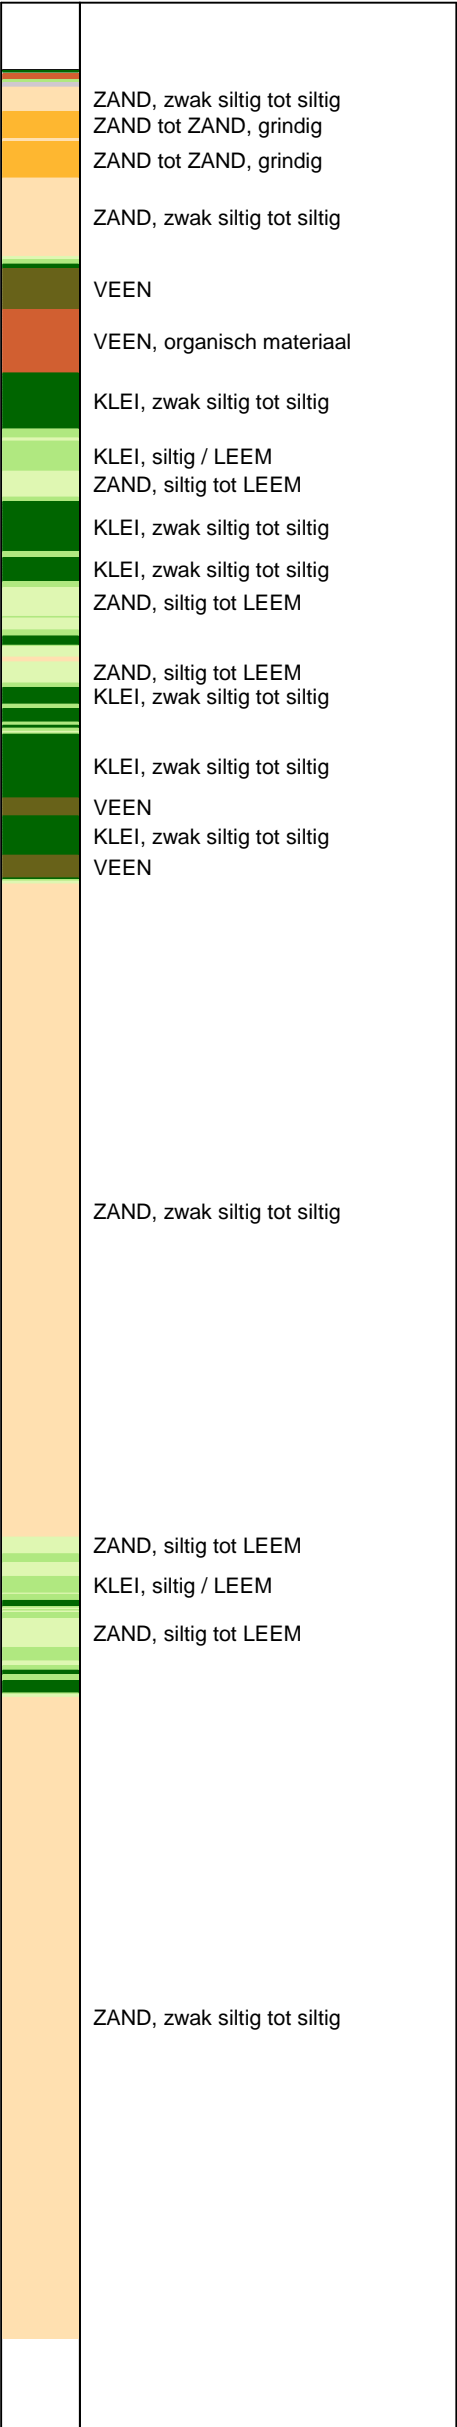 ZAND, zwak siltig tot siltig
ZAND tot ZAND, grindig
ZAND tot ZAND, grindig
ZAND, zwak siltig tot siltig
VEEN
VEEN, organisch materiaal
KLEI, zwak siltig tot siltig
KLEI, siltig / LEEM
ZAND, siltig tot LEEM
KLEI, zwak siltig tot siltig
KLEI, zwak siltig tot siltig
ZAND, siltig tot LEEM
ZAND, siltig tot LEEM
KLEI, zwak siltig tot siltig
KLEI, zwak siltig tot siltig
VEEN
KLEI, zwak siltig tot siltig
VEEN
ZAND, zwak siltig tot siltig
ZAND, siltig tot LEEM
KLEI, siltig / LEEM
ZAND, siltig tot LEEM
ZAND, zwak siltig tot siltig